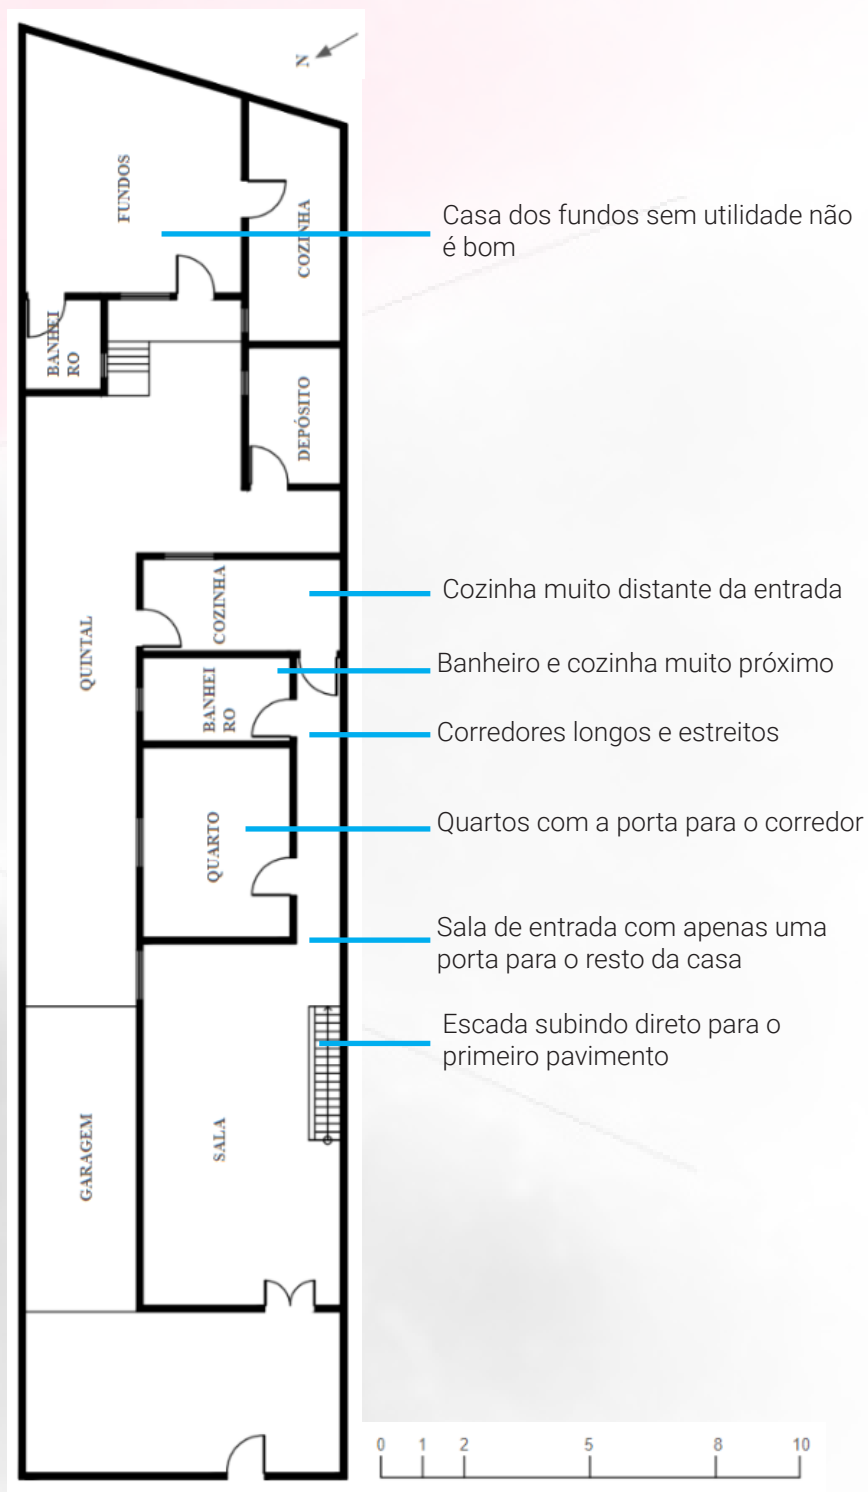 N
FUNDOS
COZINHA
Casa dos fundos sem utilidade não
é bom
BANHEI
RO
DEPÓSITO
COZINHA
Cozinha muito distante da entrada
QUINTAL
BANHEI
RO
Banheiro e cozinha muito próximo
Corredores longos e estreitos
QUARTO
Quartos com a porta para o corredor
Sala de entrada com apenas uma
porta para o resto da casa
Escada subindo direto para o
primeiro pavimento
GARAGEM
SALA
0 1 2 5 8 10